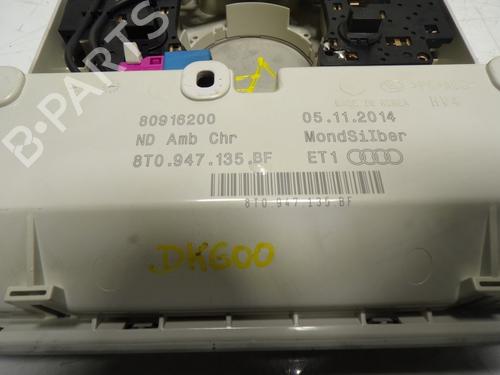 B-PARTS
80916200
05.11.2014
ND Amb Chr
MondSilber
8T0.947.135.BF
ET1
8T0.947.135.BF
DK600